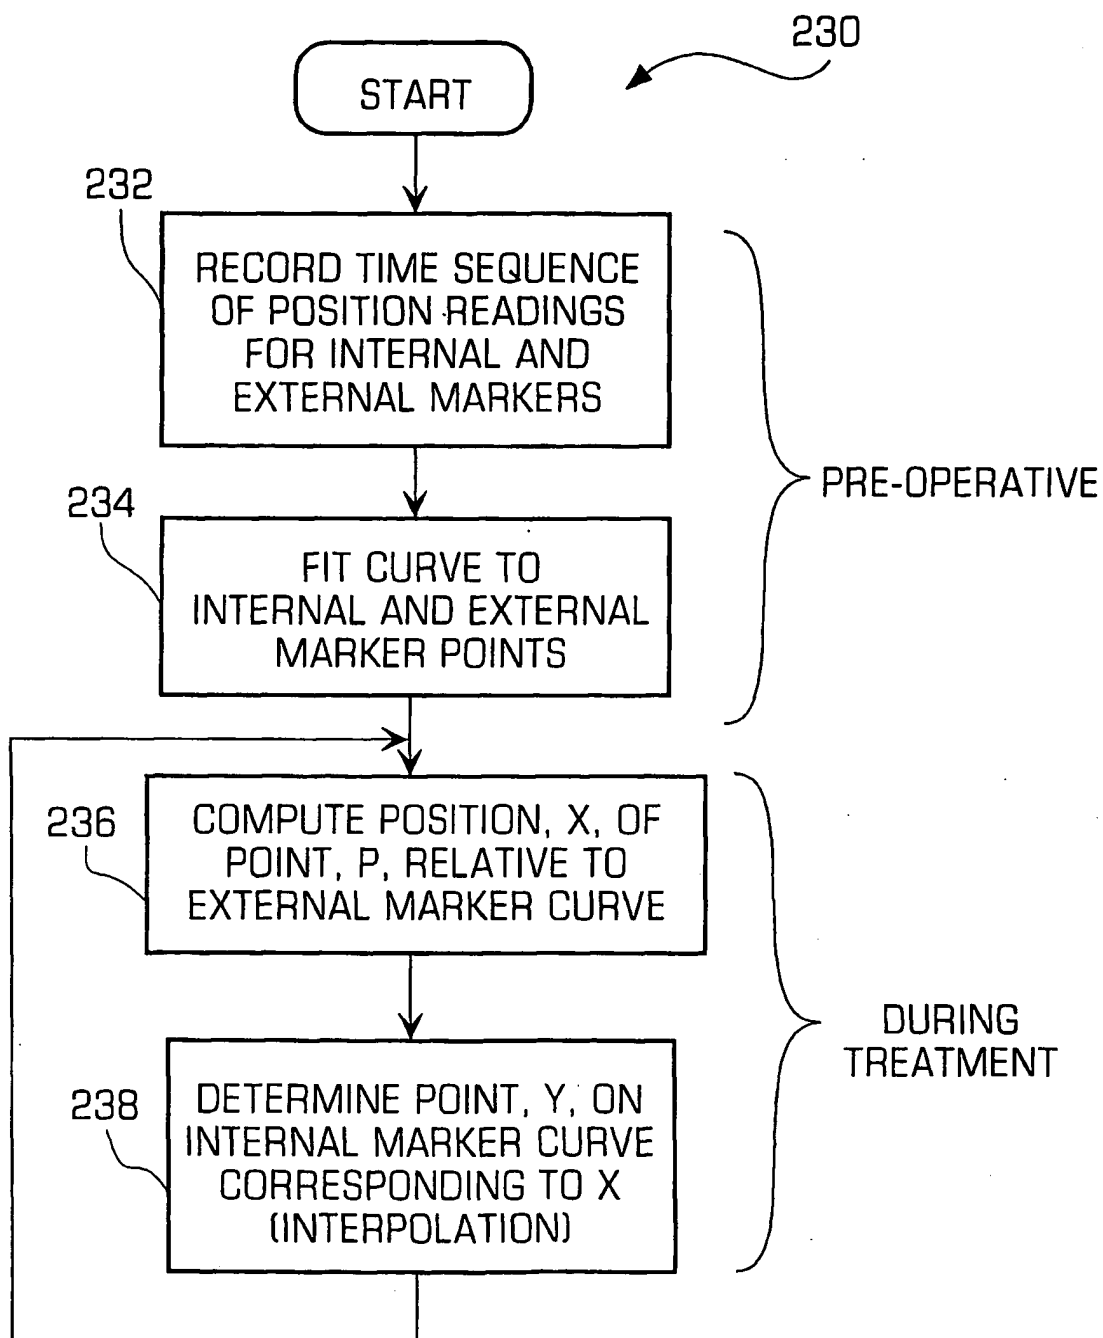 230
START
232
RECORD TIME SEQUENCE
OF POSITION READINGS
FOR INTERNAL AND
EXTERNAL MARKERS
PRE-OPERATIVE
234
FIT CURVE TO
INTERNAL AND EXTERNAL
MARKER POINTS
236
COMPUTE POSITION, X, OF
POINT, P, RELATIVE TO
EXTERNAL MARKER CURVE
DURING
TREATMENT
238
DETERMINE POINT, Y, ON
INTERNAL MARKER CURVE
CORRESPONDING TO X
(INTERPOLATION)